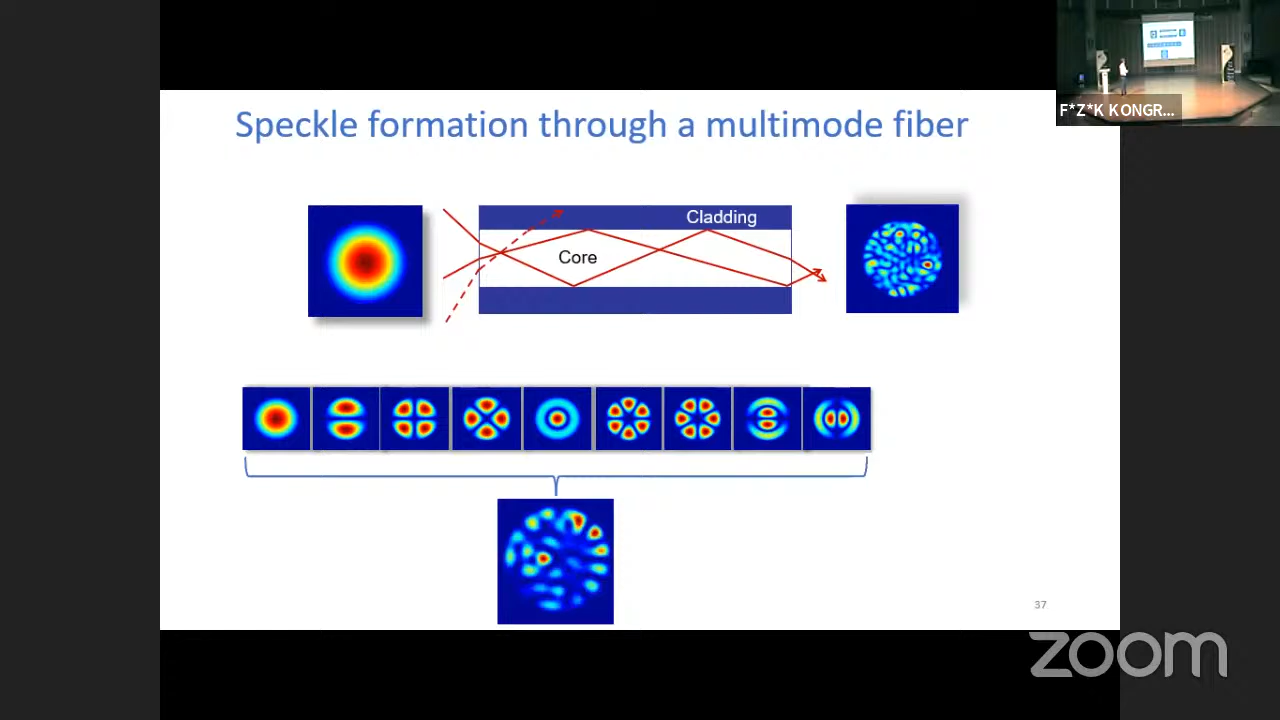 Speckle formation through a multimode fiber
F*Z*K KONGR...
Cladding
Core
37
zoom